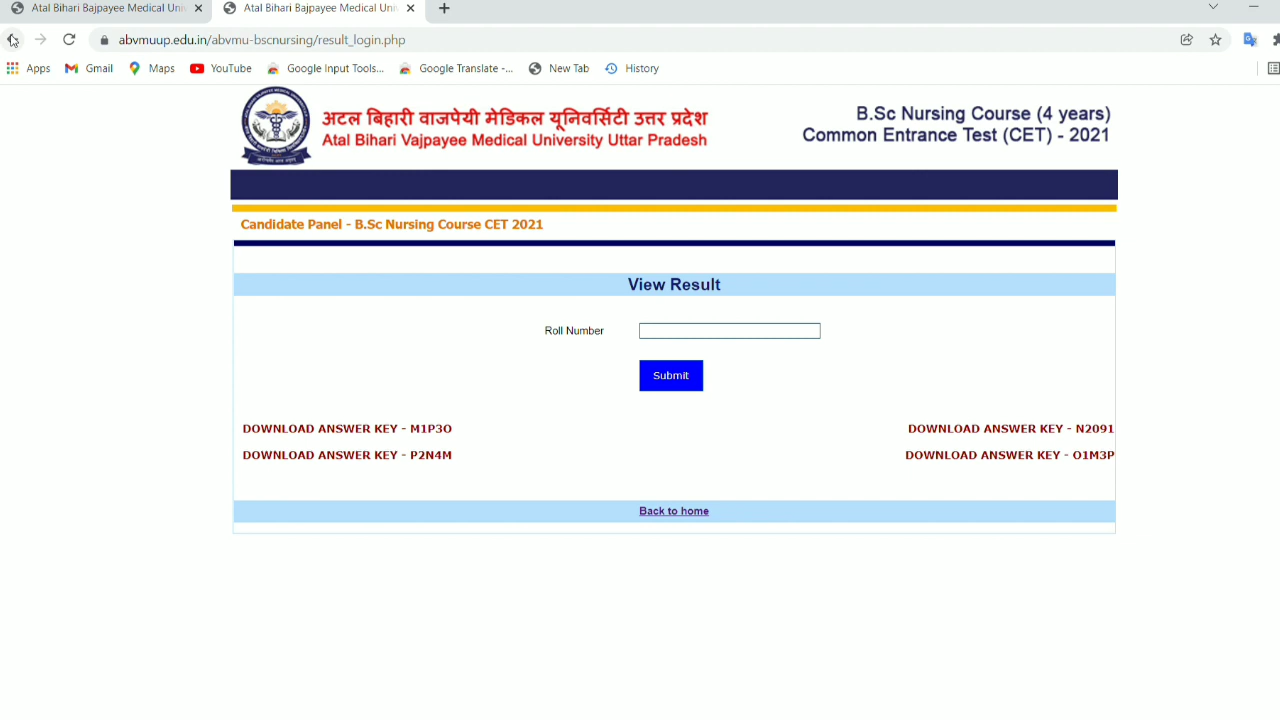 Atal Bihari Bajpayee Medical Uni
Atal Bihari Bajpayee Medical Uni
abvmuup.edu.in/abvmu-bscnursing/result_login.php
Apps Gmail Maps YouTube Google Input Tools... Google Translate -... New Tab History
अटल बिहारी वाजपेयी मेडिकल यूनिवर्सिटी उत्तर प्रदेश
Atal Bihari Vajpayee Medical University Uttar Pradesh
B.Sc Nursing Course (4 years)
Common Entrance Test (CET) - 2021
Candidate Panel - B.Sc Nursing Course CET 2021
View Result
Roll Number
Submit
DOWNLOAD ANSWER KEY - M1P3O
DOWNLOAD ANSWER KEY - N2091
DOWNLOAD ANSWER KEY - P2N4M
DOWNLOAD ANSWER KEY - O1M3P
Back to home